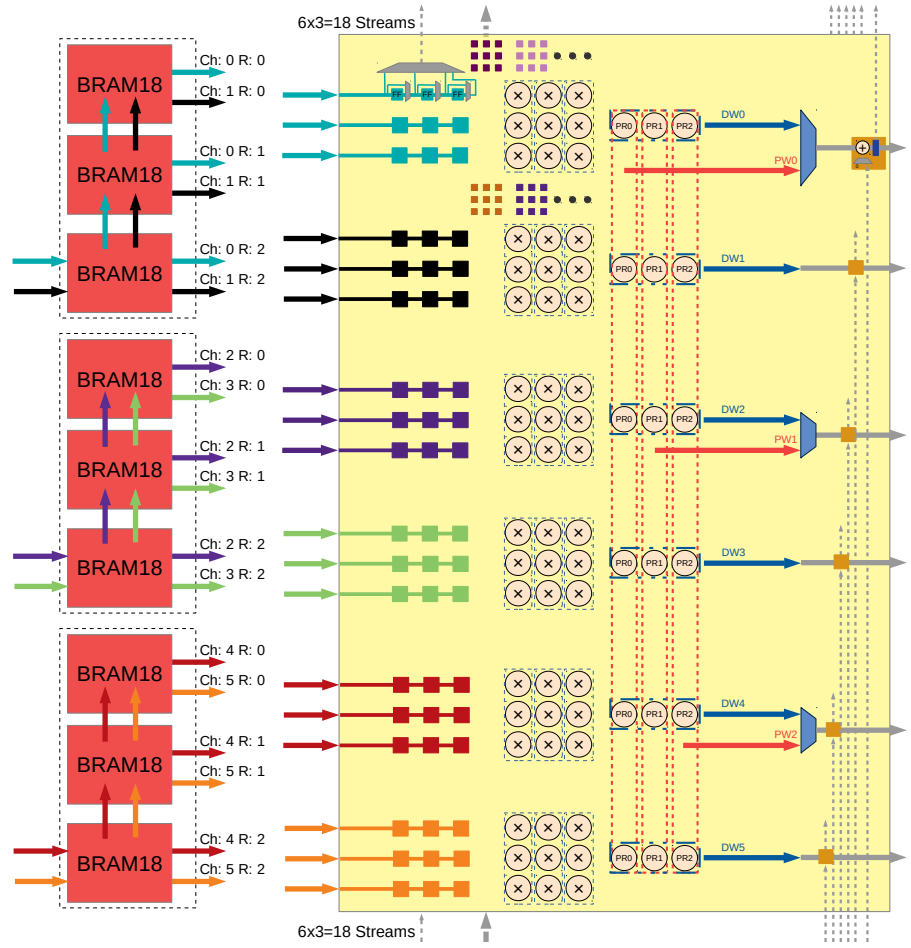 6x3=18 Streams
BRAM18
Ch: 0 R: 0
Ch: 1 R: 0
BRAM18
Ch: 0 R: 1
Ch: 1 R: 1
BRAM18
Ch: 0 R: 2
Ch: 1 R: 2
BRAM18
Ch: 2 R: 0
Ch: 3 R: 0
BRAM18
Ch: 2 R: 1
Ch: 3 R: 1
BRAM18
Ch: 2 R: 2
Ch: 3 R: 2
BRAM18
Ch: 4 R: 0
Ch: 5 R: 0
BRAM18
Ch: 4 R: 1
Ch: 5 R: 1
BRAM18
Ch: 4 R: 2
Ch: 5 R: 2
FF FF FF
PR0 PR1 PR2
DW0
PW0
PR0 PR1 PR2
DW1
PR0 PR1 PR2
DW2
PW1
PR0 PR1 PR2
DW3
PR0 PR1 PR2
DW4
PW2
PR0 PR1 PR2
DW5
6x3=18 Streams